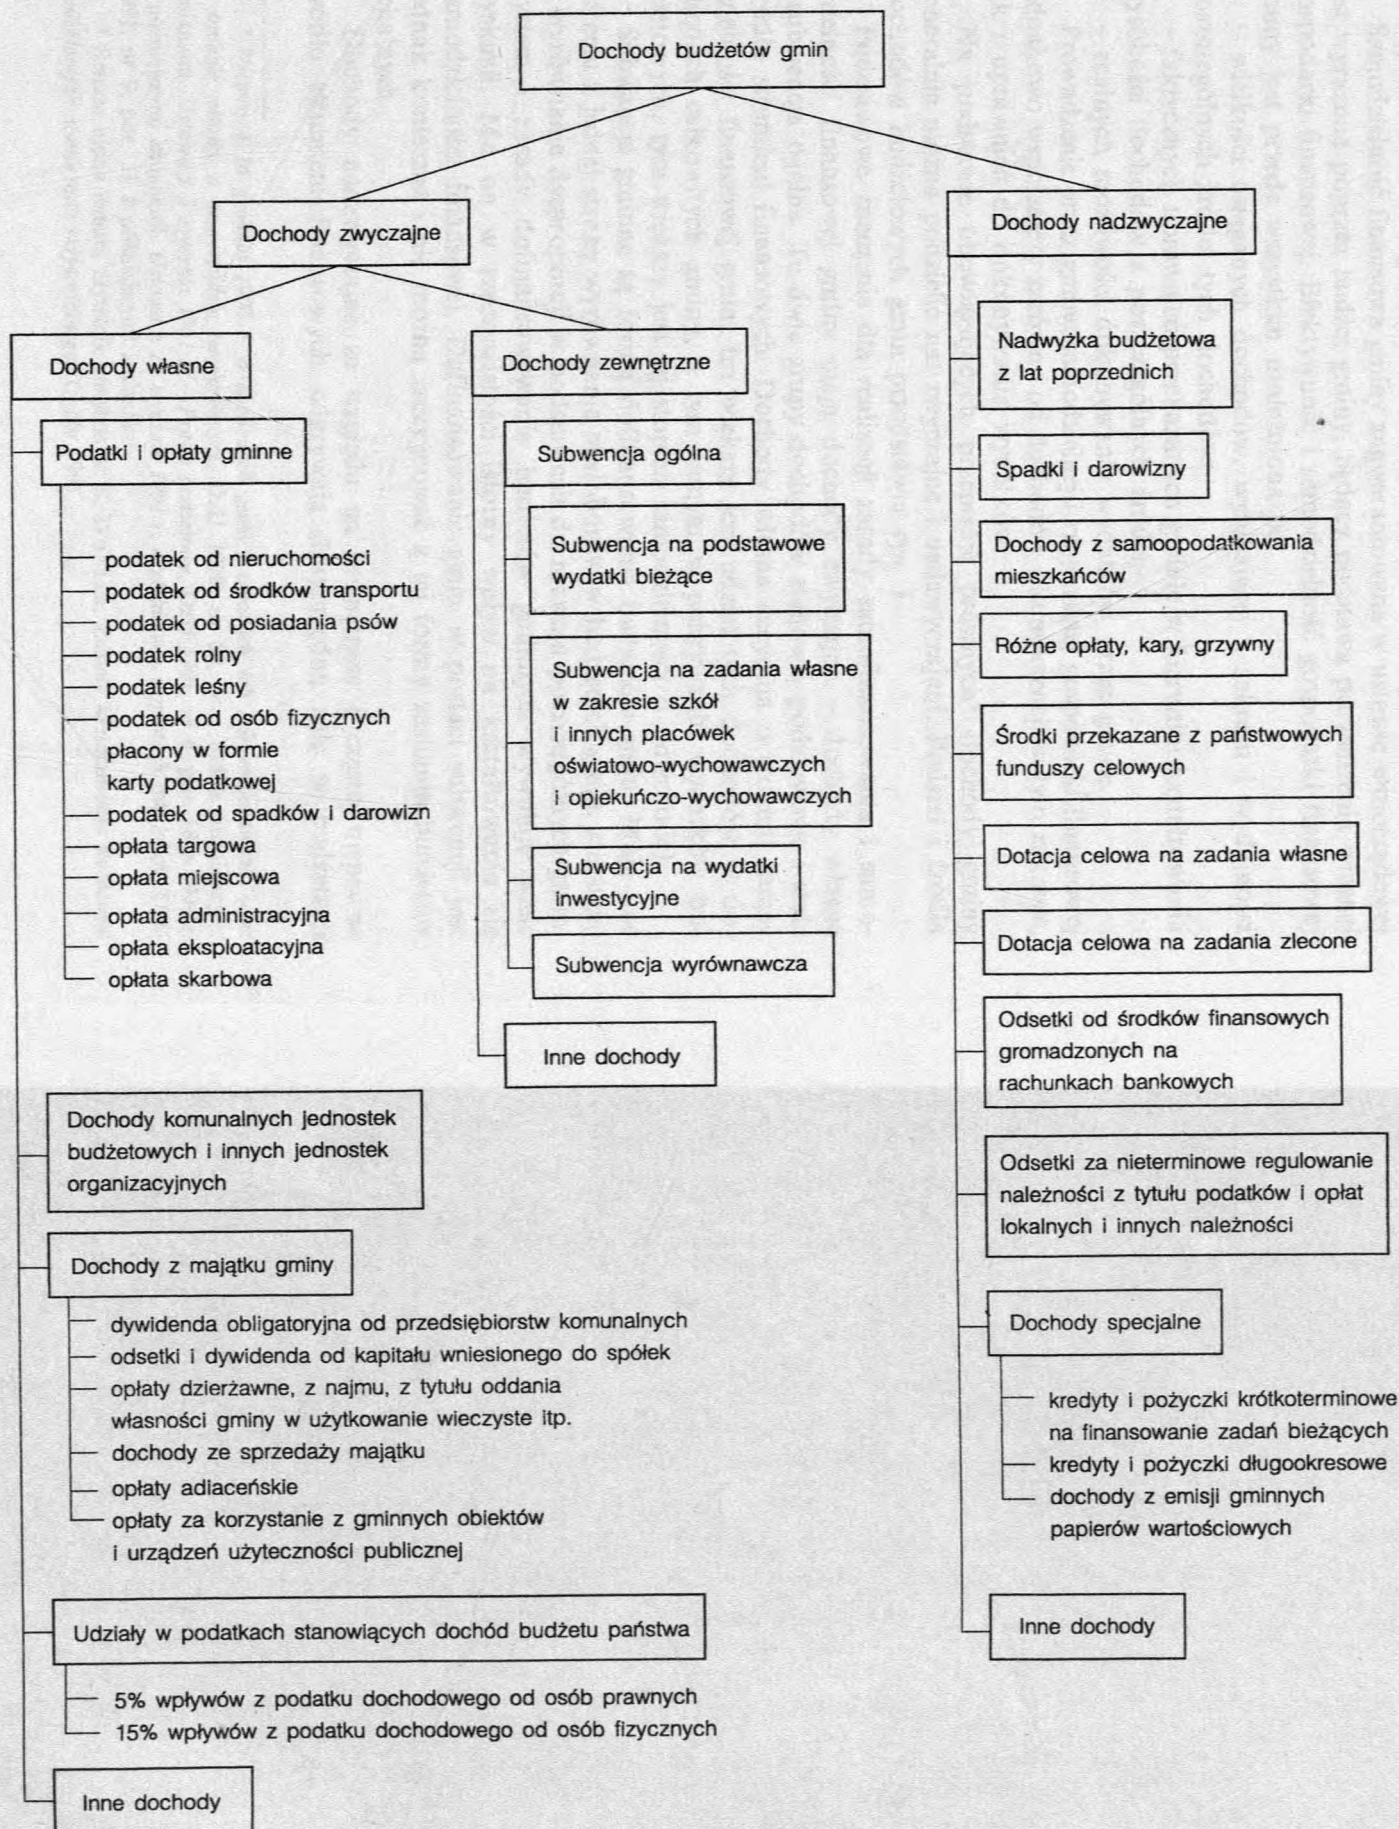 Dochody budżetów gmin
Dochody zwyczajne
Dochody nadzwyczajne
Dochody własne
Podatki i opłaty gminne
podatek od nieruchomości
podatek od środków transportu
podatek od posiadania psów
podatek rolny
podatek leśny
podatek od osób fizycznych
płacony w formie
karty podatkowej
podatek od spadków i darowizn
opłata targowa
opłata miejscowa
opłata administracyjna
opłata eksploatacyjna
opłata skarbowa
Dochody komunalnych jednostek
budżetowych i innych jednostek
organizacyjnych
Dochody z majątku gminy
dywidenda obligatoryjna od przedsiębiorstw komunalnych
odsetki i dywidenda od kapitału wniesionego do spółek
opłaty dzierżawne, z najmu, z tytułu oddania
własności gminy w użytkowanie wieczyste itp.
dochody ze sprzedaży majątku
opłaty adiaceńskie
opłaty za korzystanie z gminnych obiektów
i urządzeń użyteczności publicznej
Udziały w podatkach stanowiących dochód budżetu państwa
5% wpływów z podatku dochodowego od osób prawnych
15% wpływów z podatku dochodowego od osób fizycznych
Inne dochody
Dochody zewnętrzne
Subwencja ogólna
Subwencja na podstawowe
wydatki bieżące
Subwencja na zadania własne
w zakresie szkół
i innych placówek
oświatowo-wychowawczych
i opiekuńczo-wychowawczych
Subwencja na wydatki
inwestycyjne
Subwencja wyrównawcza
Inne dochody
Nadwyżka budżetowa
z lat poprzednich
Spadki i darowizny
Dochody z samoopodatkowania
mieszkańców
Różne opłaty, kary, grzywny
Środki przekazane z państwowych
funduszy celowych
Dotacja celowa na zadania własne
Dotacja celowa na zadania zlecone
Odsetki od środków finansowych
gromadzonych na
rachunkach bankowych
Odsetki za nieterminowe regulowanie
należności z tytułu podatków i opłat
lokalnych i innych należności
Dochody specjalne
kredyty i pożyczki krótkoterminowe
na finansowanie zadań bieżących
kredyty i pożyczki długookresowe
dochody z emisji gminnych
papierów wartościowych
Inne dochody